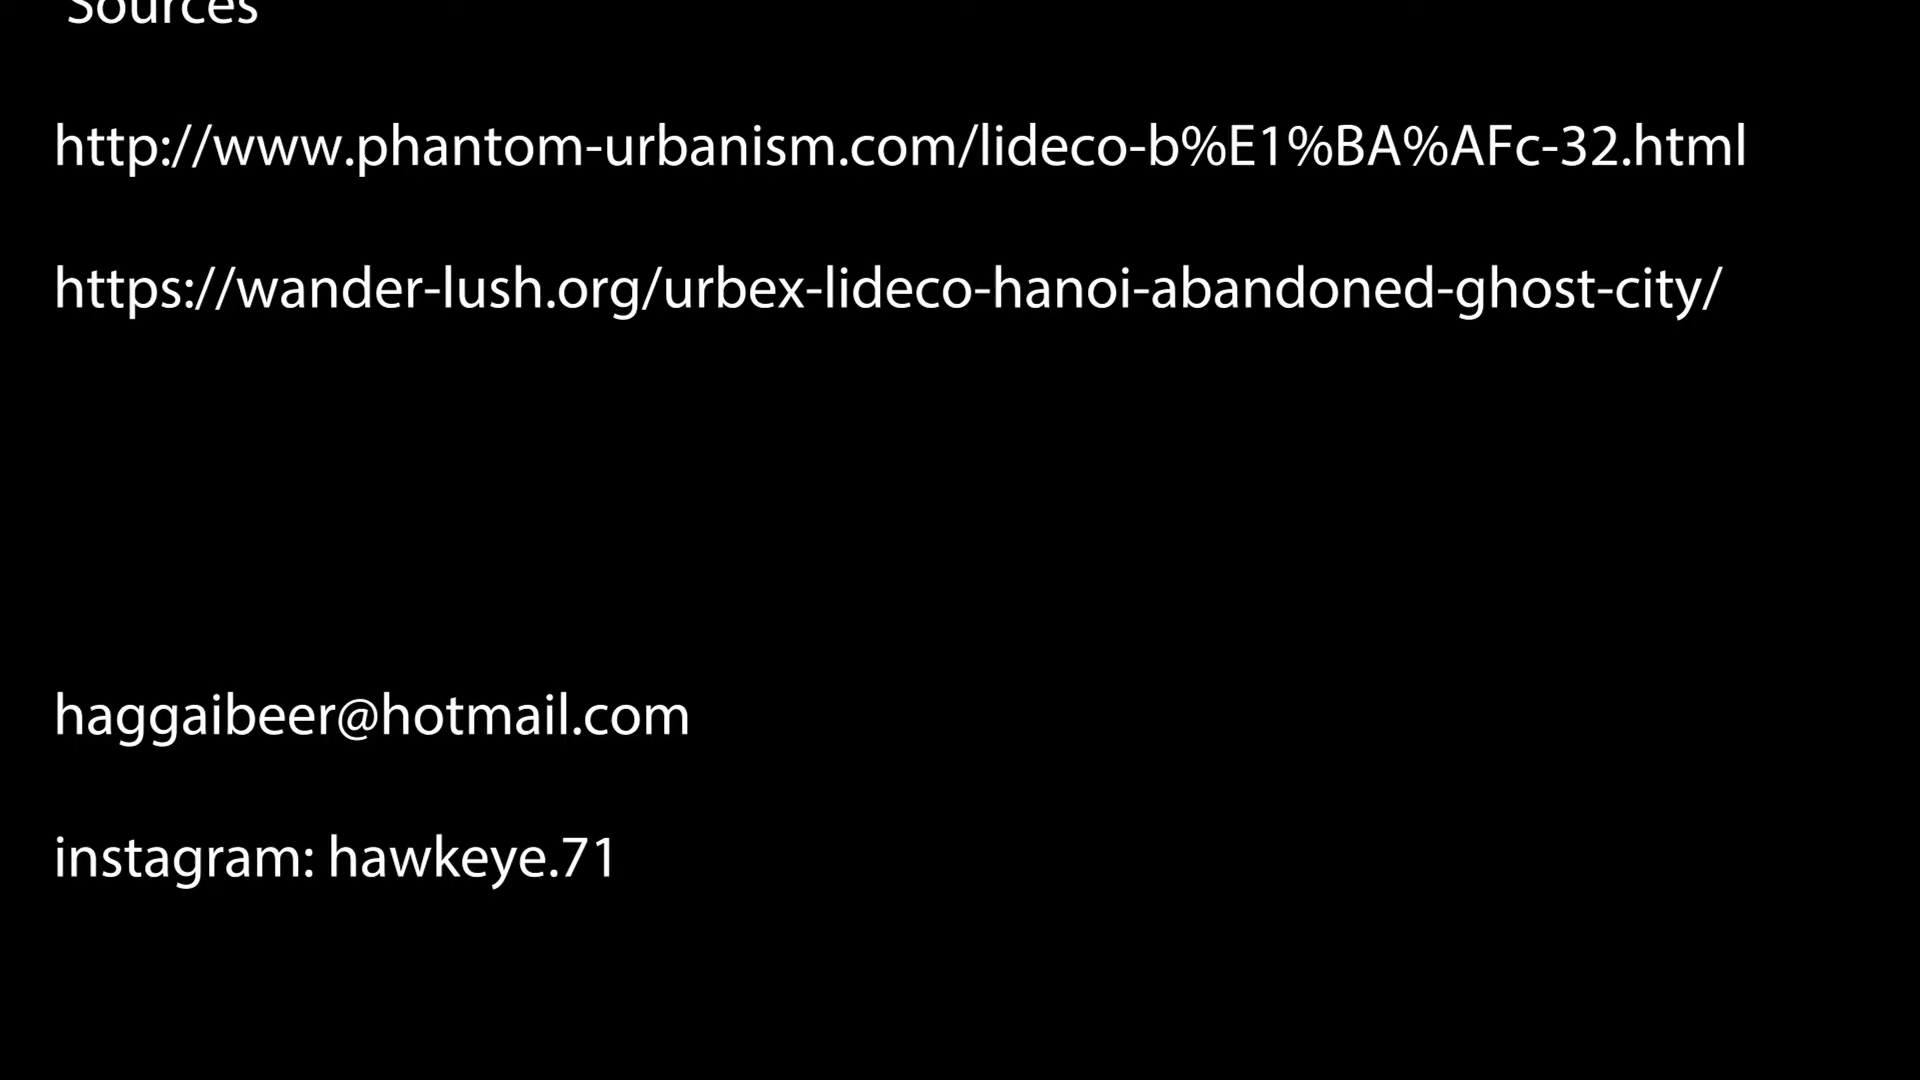 Sources
http://www.phantom-urbanism.com/lideco-b%E1%BA%AFc-32.html
https://wander-lush.org/urbex-lideco-hanoi-abandoned-ghost-city/
haggaibeer@hotmail.com
instagram: hawkeye.71